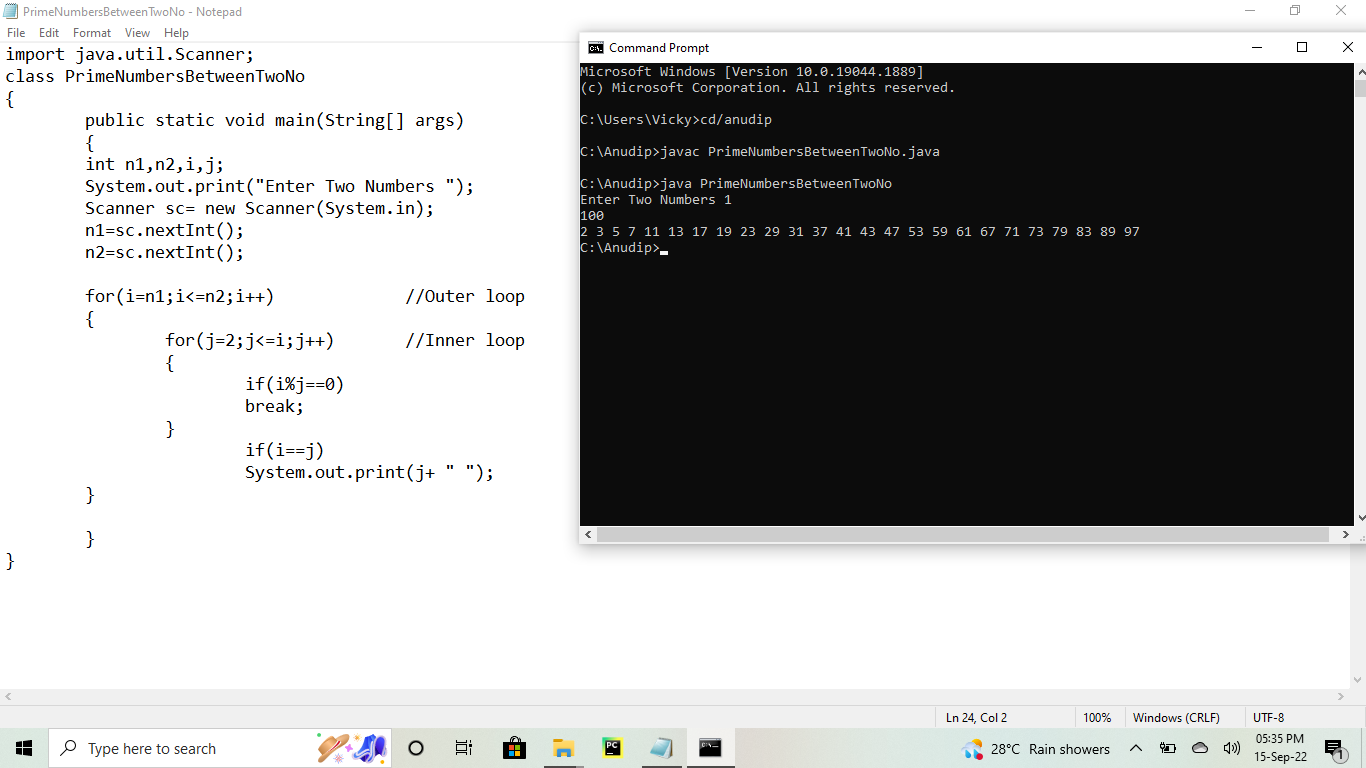 PrimeNumbersBetweenTwoNo - Notepad
File Edit Format View Help
import java.util.Scanner;
class PrimeNumbersBetweenTwoNo
{
public static void main(String[] args)
{
int n1,n2,i,j;
System.out.print("Enter Two Numbers ");
Scanner sc= new Scanner(System.in);
n1=sc.nextInt();
n2=sc.nextInt();
for(i=n1;i<=n2;i++) //Outer loop
{
for(j=2;j<=i;j++) //Inner loop
{
if(i%j==0)
break;
}
if(i==j)
System.out.print(j+ " ");
}
}
}
Command Prompt
Microsoft Windows [Version 10.0.19044.1889]
(c) Microsoft Corporation. All rights reserved.
C:\Users\Vicky>cd/anudip
C:\Anudip>javac PrimeNumbersBetweenTwoNo.java
C:\Anudip>java PrimeNumbersBetweenTwoNo
Enter Two Numbers 1
100
2 3 5 7 11 13 17 19 23 29 31 37 41 43 47 53 59 61 67 71 73 79 83 89 97
C:\Anudip>
Ln 24, Col 2 100% Windows (CRLF) UTF-8
Type here to search
PC
28°C Rain showers
05:35 PM
15-Sep-22
1